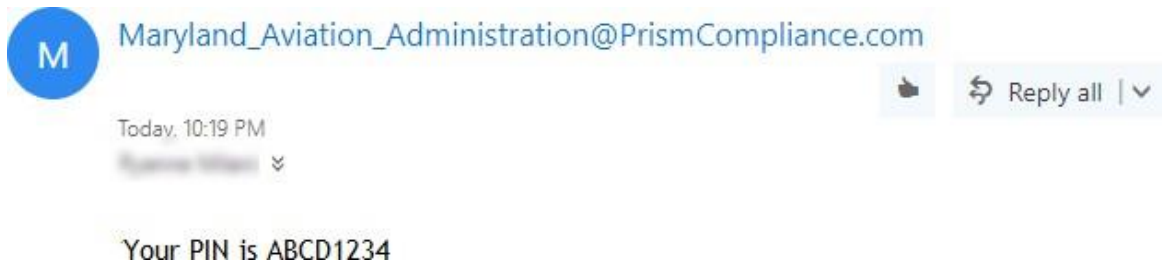 M
Maryland_Aviation_Administration@PrismCompliance.com
Reply all
Today, 10:19 PM
Your PIN is ABCD1234